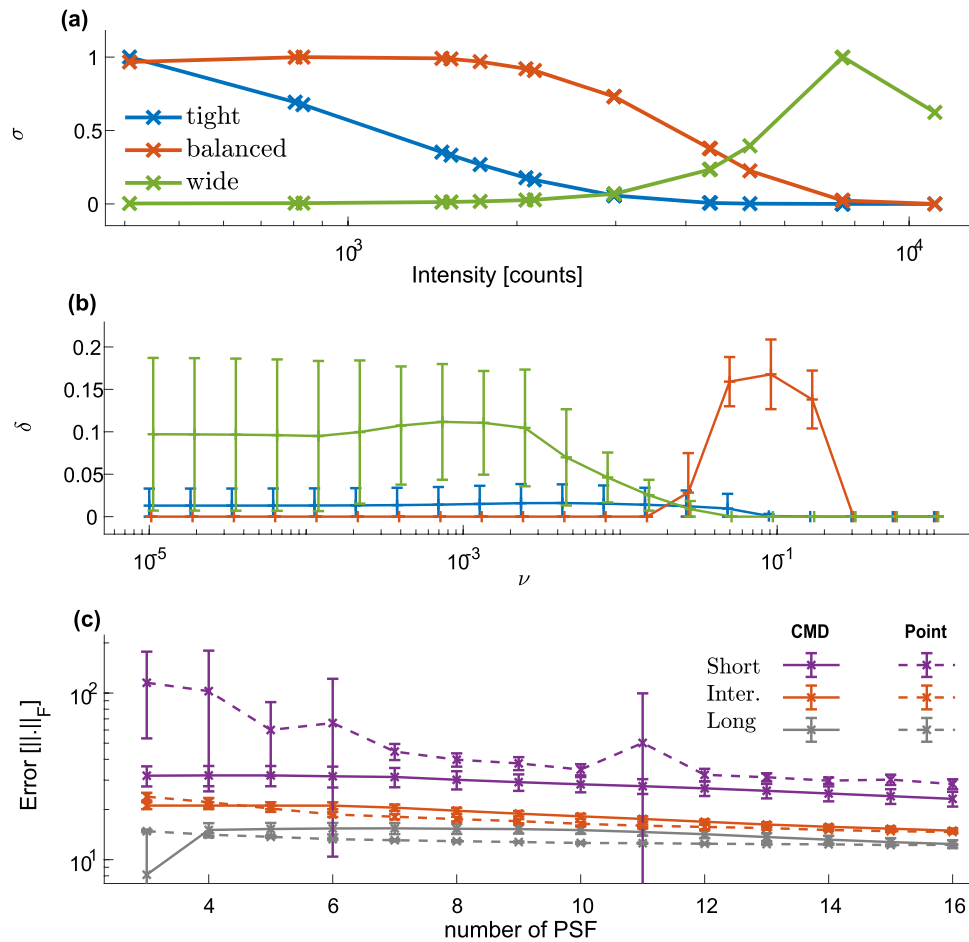 (a)
1
0.5
0
σ
tight
balanced
wide
10³
10⁴
Intensity [counts]
(b)
0.2
0.15
0.1
0.05
0
δ
10⁻⁵
10⁻³
10⁻¹
ν
(c)
CMD
Point
Short
Inter.
Long
10²
10¹
Error [||.||_F]
4
6
8
10
12
14
16
number of PSF